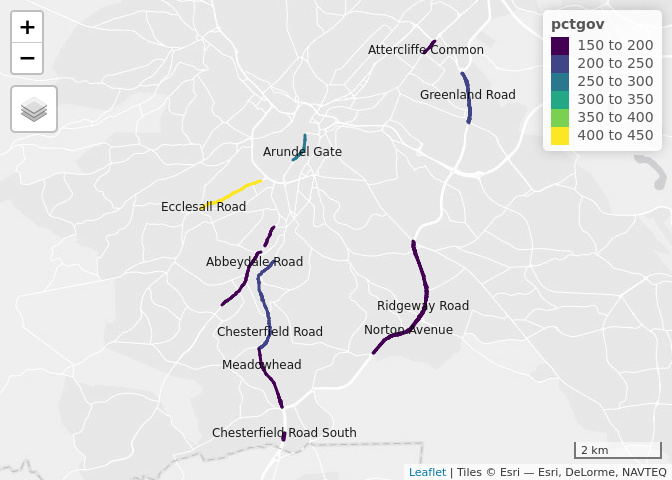 +
−
pctgov
150 to 200
200 to 250
250 to 300
300 to 350
350 to 400
400 to 450
Attercliffe Common
Greenland Road
Arundel Gate
Ecclesall Road
Abbeydale Road
Ridgeway Road
Norton Avenue
Chesterfield Road
Meadowhead
Chesterfield Road South
2 km
Leaflet | Tiles © Esri — Esri, DeLorme, NAVTEQ